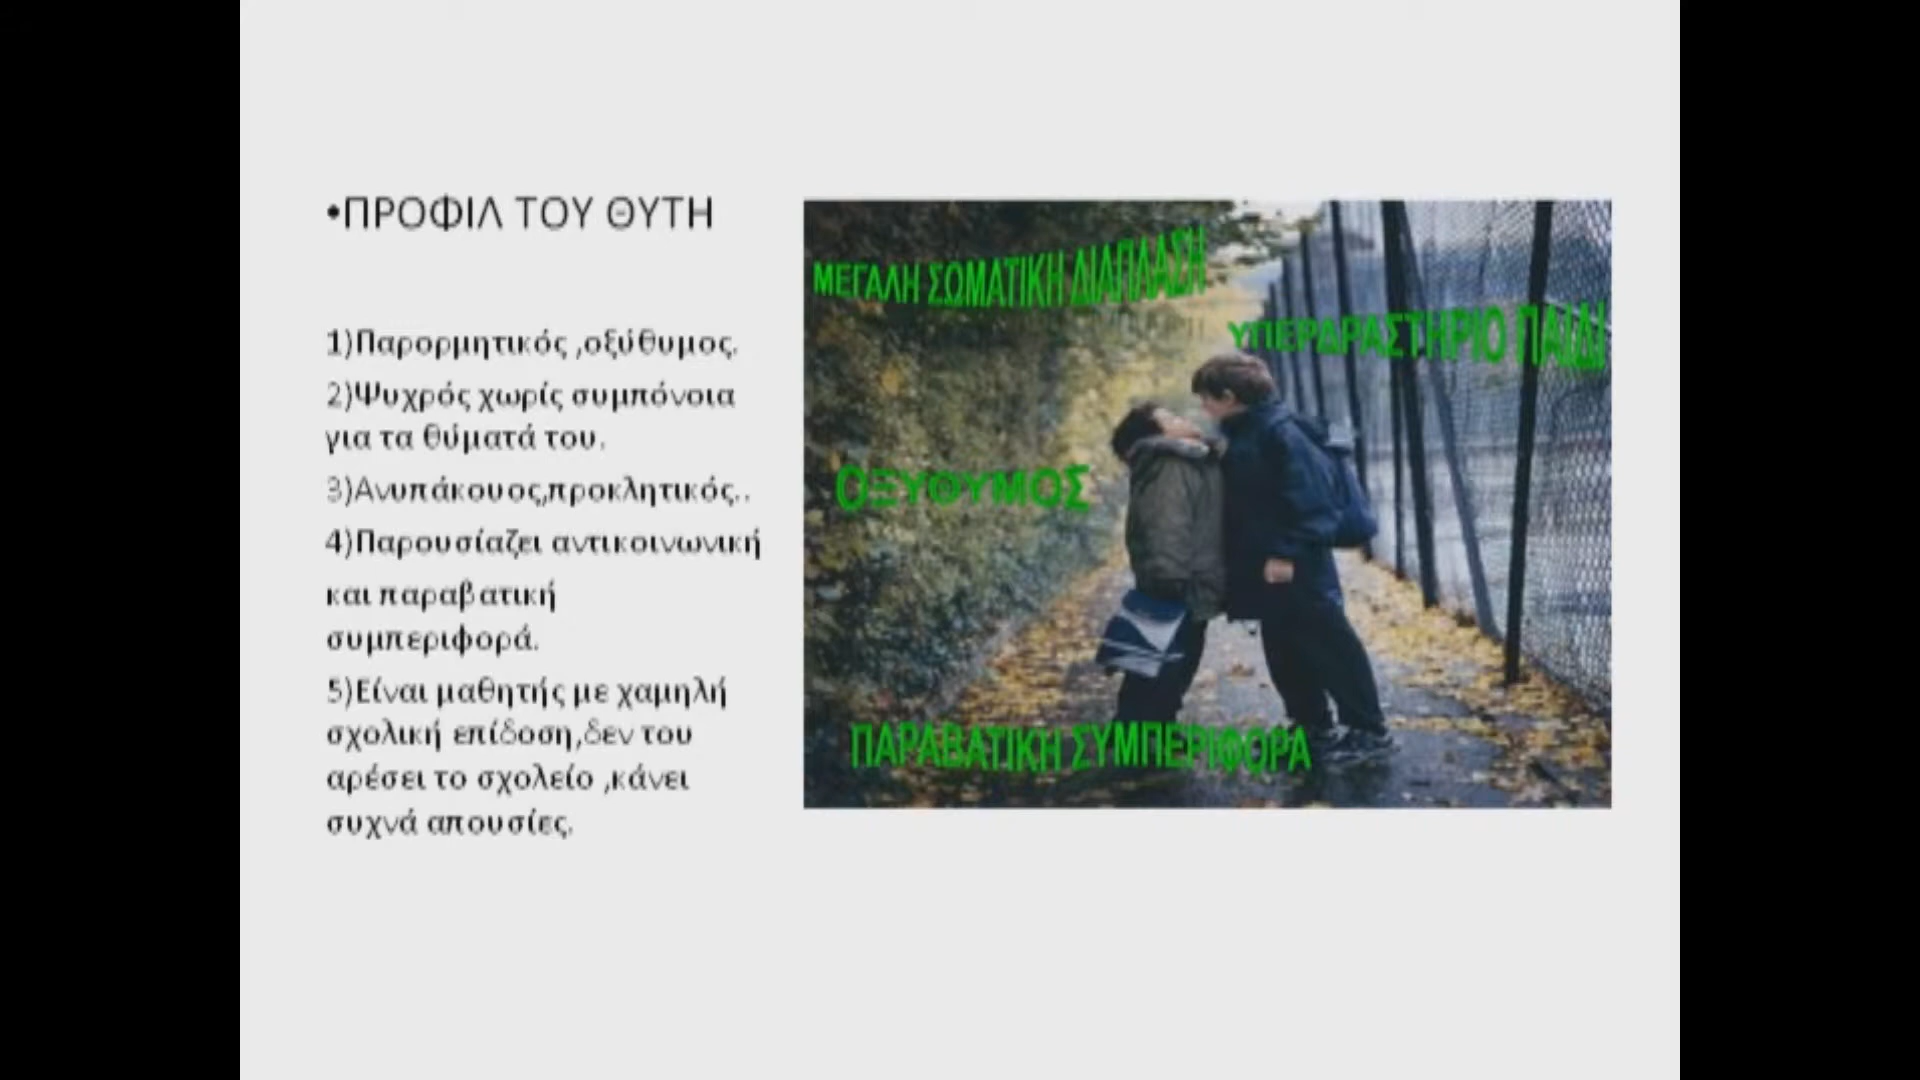 •ΠΡΟΦΙΛ ΤΟΥ ΘΥΤΗ
1)Παρορμητικός ,οξύθυμος.
2)Ψυχρός χωρίς συμπόνοια
για τα θύματά του.
3)Ανυπάκουος,προκλητικός..
4)Παρουσίαζει αντικοινωνική
και παραβατική
συμπεριφορά.
5)Είναι μαθητής με χαμηλή
σχολική επίδοση,δεν του
αρέσει το σχολείο ,κάνει
συχνά απουσίες.
ΜΕΓΑΛΗ ΣΩΜΑΤΙΚΗ ΔΙΑΠΛΑΣΗ
ΥΠΕΡΔΡΑΣΤΗΡΙΟ ΠΑΙΔΙ
ΟΞΥΘΥΜΟΣ
ΠΑΡΑΒΑΤΙΚΗ ΣΥΜΠΕΡΙΦΟΡΑ